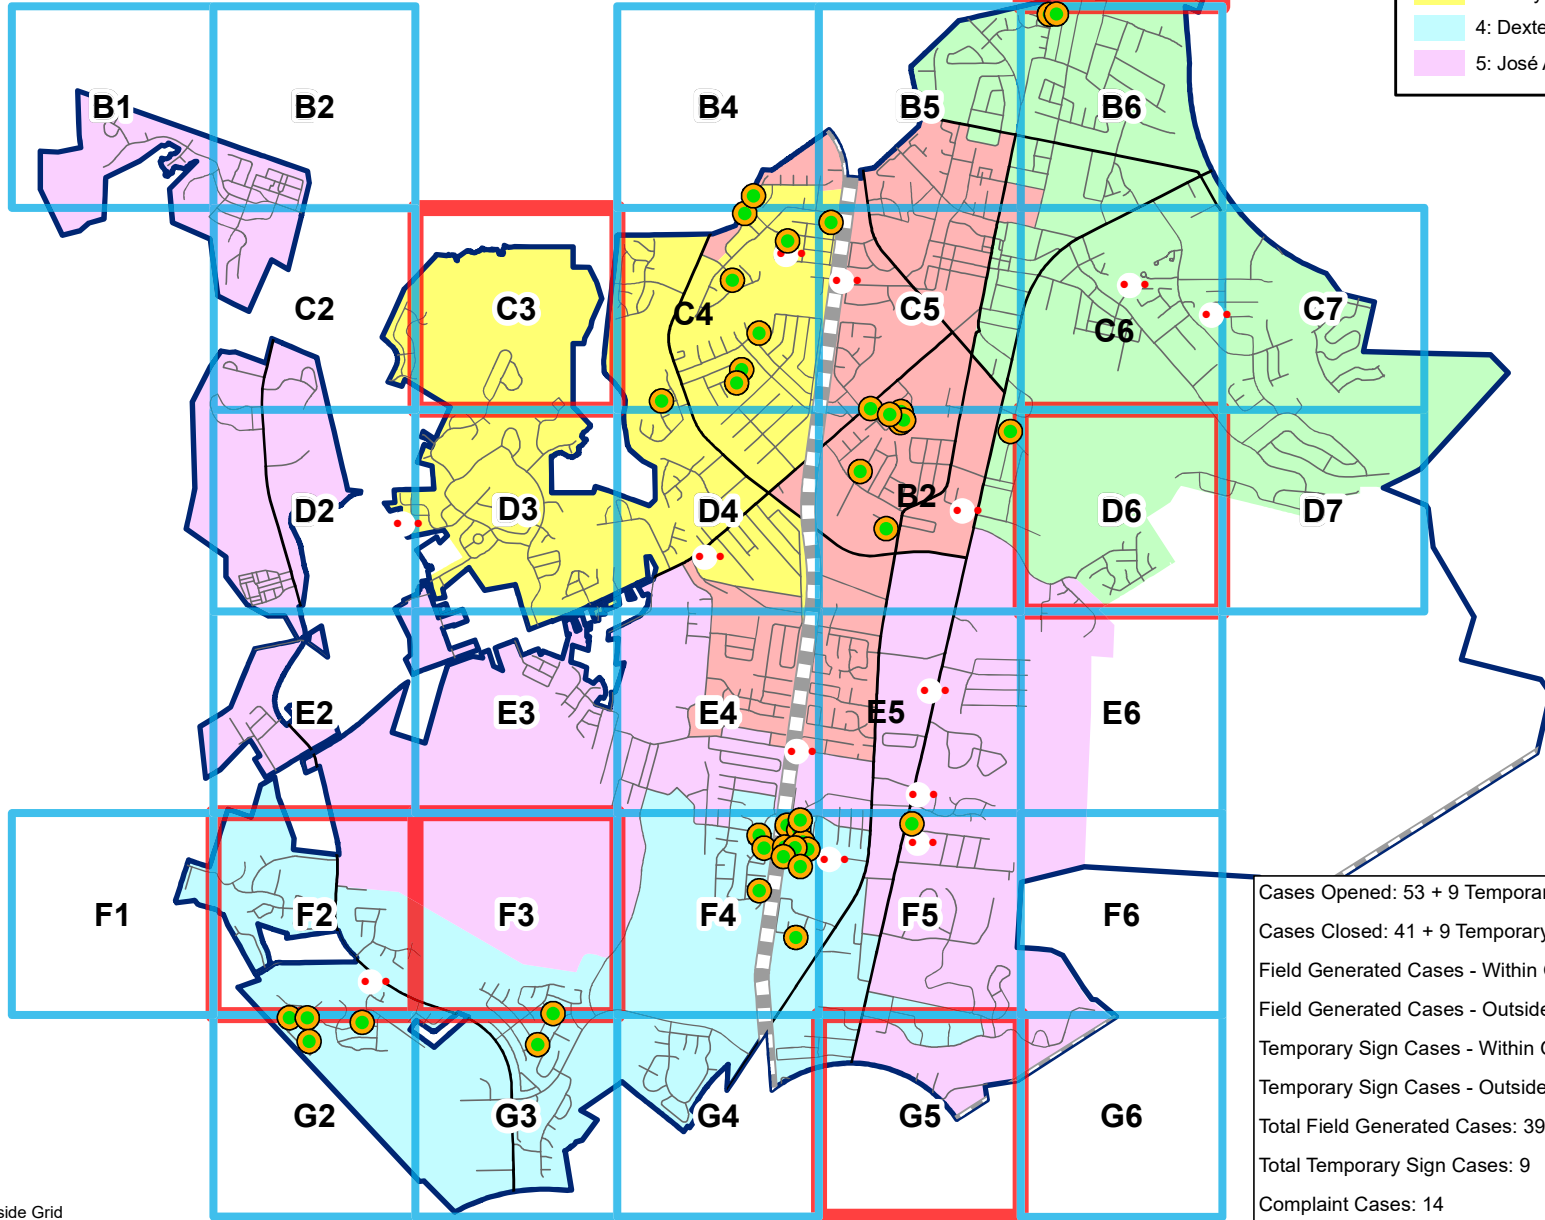 4: Dexte
5: José
B1
B2
B4
B5
B6
C2
C3
C4
C5
C6
C7
D2
D3
D4
B2
D6
D7
E2
E3
E4
E5
E6
F1
F2
F3
F4
F5
F6
G2
G3
G4
G5
G6
Cases Opened: 53 + 9 Temporar
Cases Closed: 41 + 9 Temporary
Field Generated Cases - Within
Field Generated Cases - Outside
Temporary Sign Cases - Within
Temporary Sign Cases - Outside
Total Field Generated Cases: 39
Total Temporary Sign Cases: 9
Complaint Cases: 14
side Grid